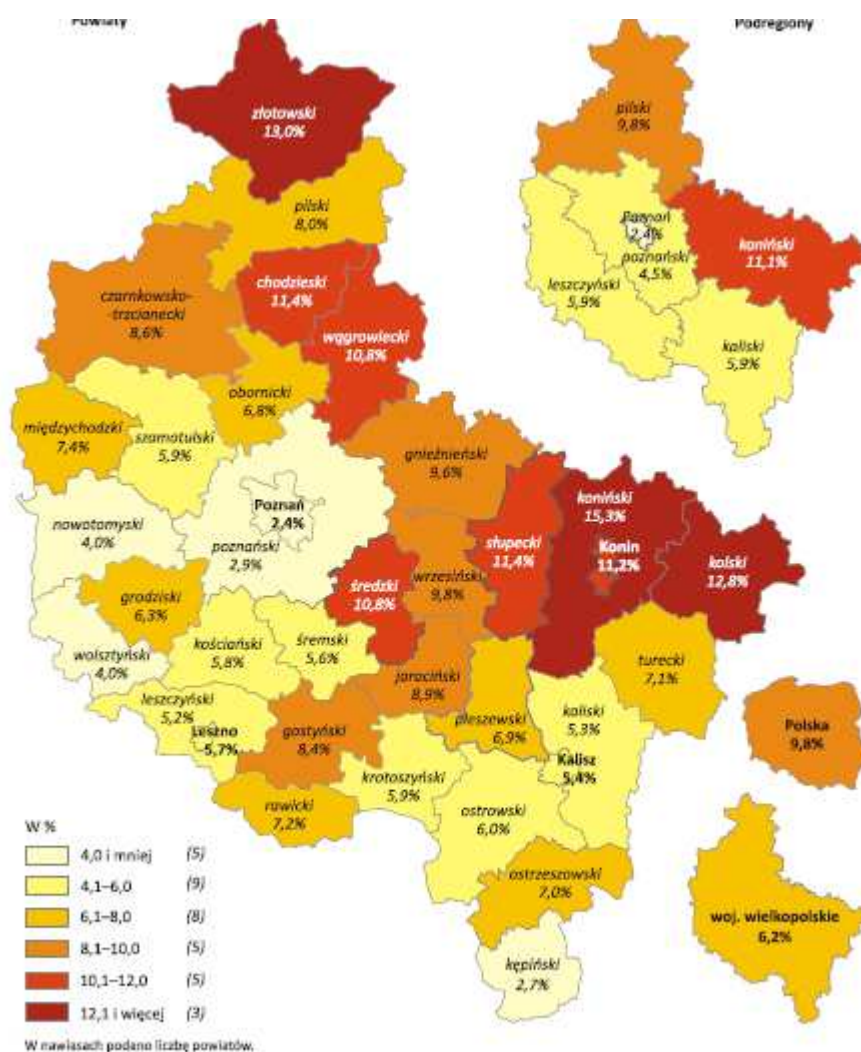 Powiaty
Podregiony
złotowski
13,0%
pilski
8,0%
chodzieski
11,4%
czarnkowsko-
-trzcianecki
8,6%
wągrowiecki
10,8%
obornicki
6,8%
międzychodzki
7,4%
szamotulski
5,9%
gnieźnieński
9,6%
Poznań
2,4%
nowotomyski
4,0%
poznański
2,9%
koniński
15,3%
słupecki
11,4%
Konin
11,2%
kolski
12,8%
wrzesiński
9,8%
średzki
10,8%
grodziski
6,3%
kościański
5,8%
śremski
5,6%
wolsztyński
4,0%
turecki
7,1%
jarociński
8,9%
leszczyński
5,2%
Leszno
5,7%
gostyński
8,4%
pleszewski
6,9%
kaliski
5,3%
Kalisz
5,4%
krotoszyński
5,9%
rawicki
7,2%
ostrowski
6,0%
ostrzeszowski
7,0%
kępiński
2,7%
pilski
9,8%
Poznań
2,4%
poznański
4,5%
koniński
11,1%
leszczyński
5,9%
kaliski
5,9%
Polska
9,8%
woj. wielkopolskie
6,2%
W %
4,0 i mniej (5)
4,1–6,0 (9)
6,1–8,0 (8)
8,1–10,0 (5)
10,1–12,0 (5)
12,1 i więcej (3)
W nawiasach podano liczbę powiatów.